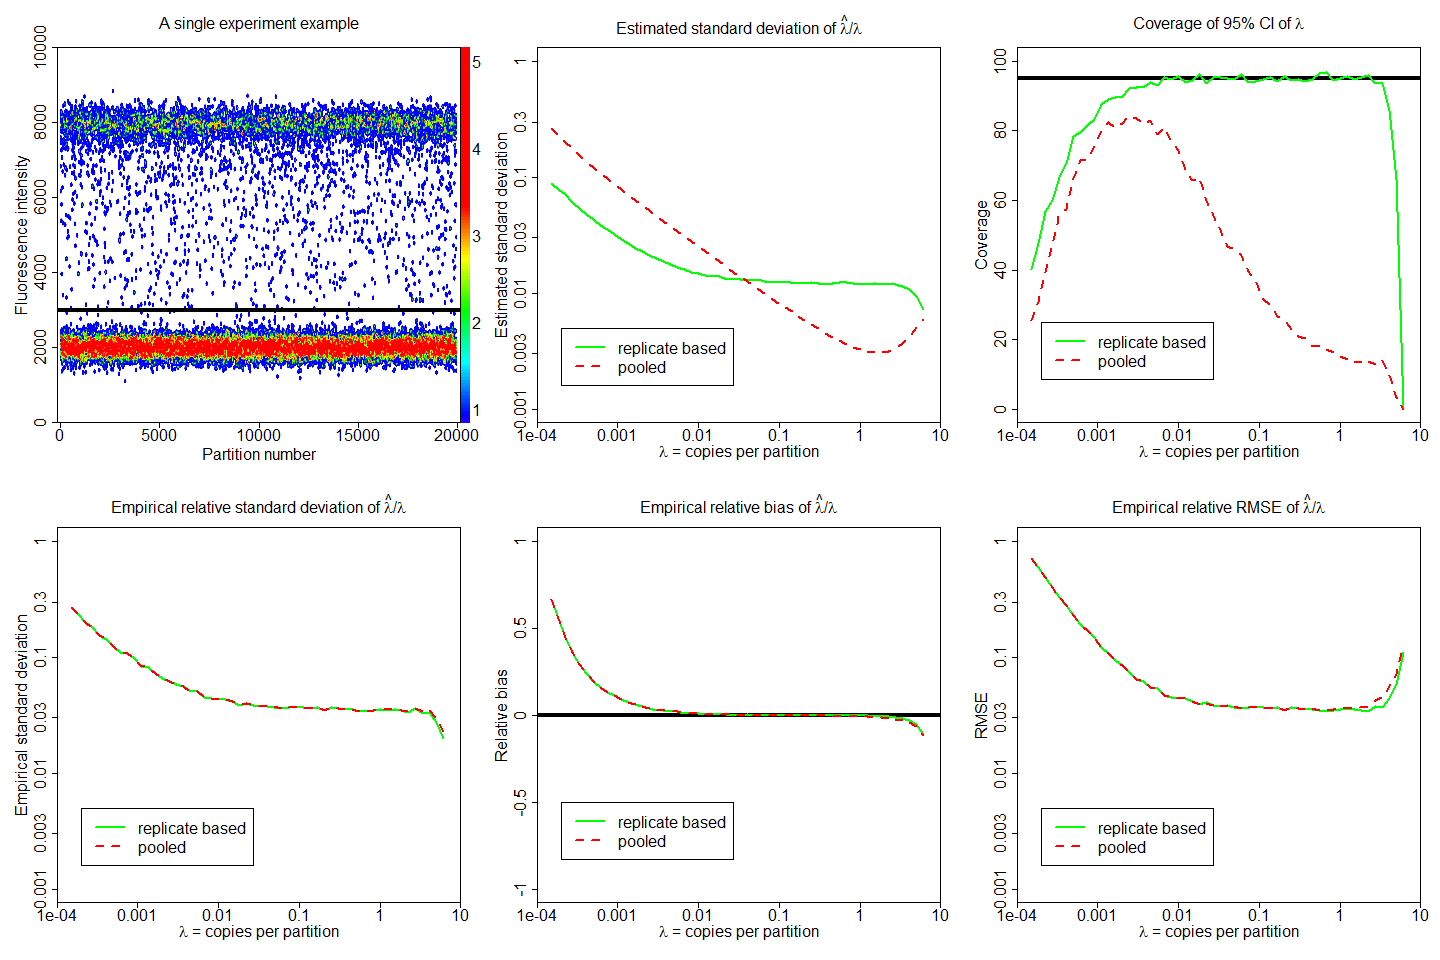 A single experiment example
10000
8000
6000
4000
2000
0
Fluorescence intensity
0
5000
10000
15000
20000
Partition number
5
4
3
2
1
Estimated standard deviation of λ̂/λ
1
0.3
0.1
0.03
0.01
0.003
0.001
Estimated standard deviation
replicate based
pooled
1e-04
0.001
0.01
0.1
1
10
λ = copies per partition
Coverage of 95% CI of λ
100
80
60
40
20
0
Coverage
replicate based
pooled
1e-04
0.001
0.01
0.1
1
10
λ = copies per partition
Empirical relative standard deviation of λ̂/λ
1
0.3
0.1
0.03
0.01
0.003
0.001
Empirical standard deviation
replicate based
pooled
1e-04
0.001
0.01
0.1
1
10
λ = copies per partition
Empirical relative bias of λ̂/λ
1
0.5
0
-0.5
-1
Relative bias
replicate based
pooled
1e-04
0.001
0.01
0.1
1
10
λ = copies per partition
Empirical relative RMSE of λ̂/λ
1
0.3
0.1
0.03
0.01
0.003
0.001
RMSE
replicate based
pooled
1e-04
0.001
0.01
0.1
1
10
λ = copies per partition